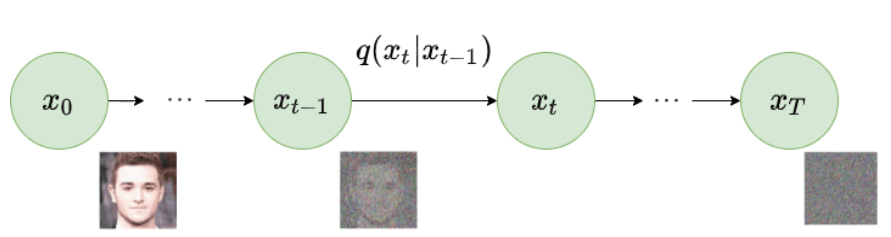 q(x_t|x_{t-1})
x_0 ⋯ x_{t-1} x_t ⋯ x_T